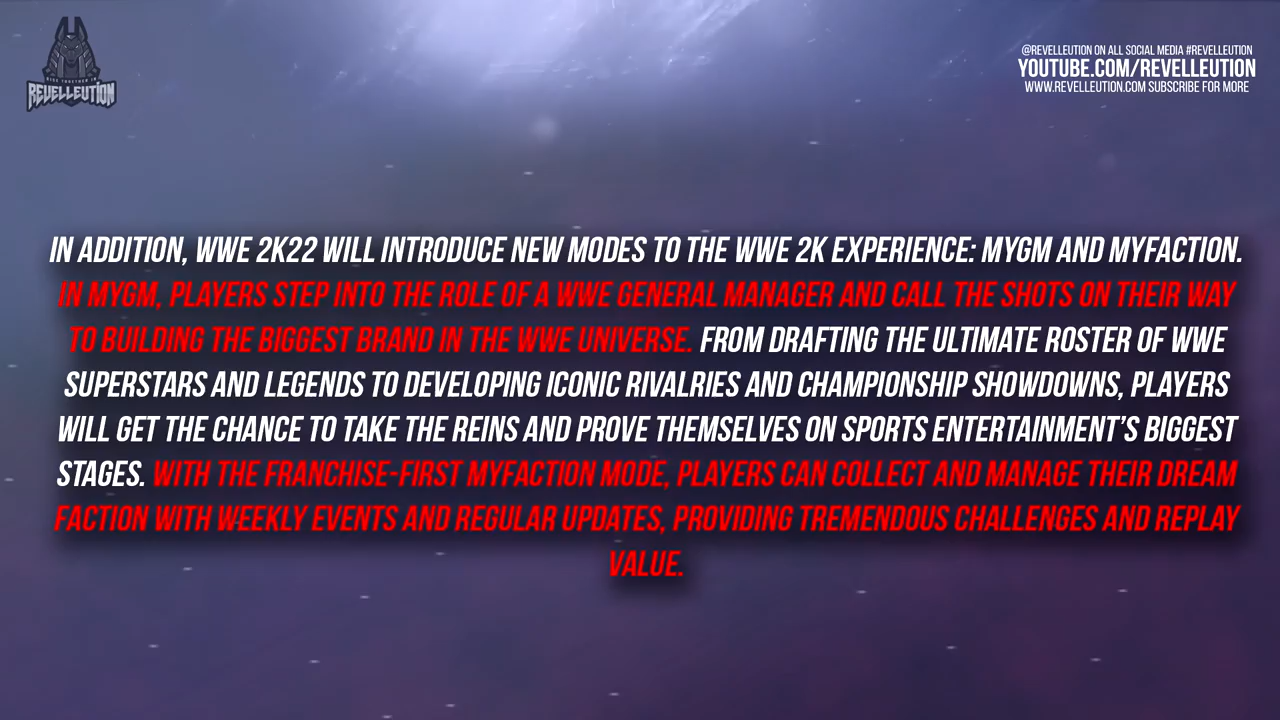 RISE TOGETHER IN
REVELLEUTION
@REVELLEUTION ON ALL SOCIAL MEDIA #REVELLEUTION
YOUTUBE.COM/REVELLEUTION
WWW.REVELLEUTION.COM SUBSCRIBE FOR MORE
IN ADDITION, WWE 2K22 WILL INTRODUCE NEW MODES TO THE WWE 2K EXPERIENCE: MYGM AND MYFACTION.
IN MYGM, PLAYERS STEP INTO THE ROLE OF A WWE GENERAL MANAGER AND CALL THE SHOTS ON THEIR WAY
TO BUILDING THE BIGGEST BRAND IN THE WWE UNIVERSE. FROM DRAFTING THE ULTIMATE ROSTER OF WWE
SUPERSTARS AND LEGENDS TO DEVELOPING ICONIC RIVALRIES AND CHAMPIONSHIP SHOWDOWNS, PLAYERS
WILL GET THE CHANCE TO TAKE THE REINS AND PROVE THEMSELVES ON SPORTS ENTERTAINMENT’S BIGGEST
STAGES. WITH THE FRANCHISE-FIRST MYFACTION MODE, PLAYERS CAN COLLECT AND MANAGE THEIR DREAM
FACTION WITH WEEKLY EVENTS AND REGULAR UPDATES, PROVIDING TREMENDOUS CHALLENGES AND REPLAY
VALUE.